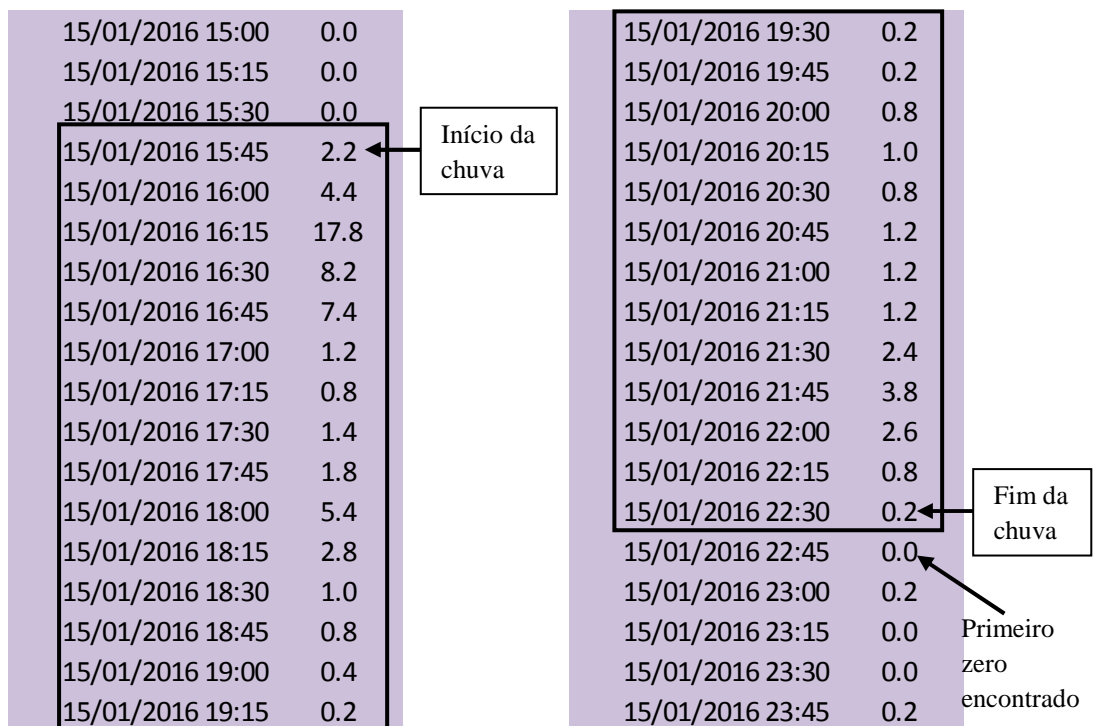 15/01/2016 15:00 0.0
15/01/2016 15:15 0.0
15/01/2016 15:30 0.0
15/01/2016 15:45 2.2
15/01/2016 16:00 4.4
15/01/2016 16:15 17.8
15/01/2016 16:30 8.2
15/01/2016 16:45 7.4
15/01/2016 17:00 1.2
15/01/2016 17:15 0.8
15/01/2016 17:30 1.4
15/01/2016 17:45 1.8
15/01/2016 18:00 5.4
15/01/2016 18:15 2.8
15/01/2016 18:30 1.0
15/01/2016 18:45 0.8
15/01/2016 19:00 0.4
15/01/2016 19:15 0.2
Início da
chuva
15/01/2016 19:30 0.2
15/01/2016 19:45 0.2
15/01/2016 20:00 0.8
15/01/2016 20:15 1.0
15/01/2016 20:30 0.8
15/01/2016 20:45 1.2
15/01/2016 21:00 1.2
15/01/2016 21:15 1.2
15/01/2016 21:30 2.4
15/01/2016 21:45 3.8
15/01/2016 22:00 2.6
15/01/2016 22:15 0.8
15/01/2016 22:30 0.2
15/01/2016 22:45 0.0
15/01/2016 23:00 0.2
15/01/2016 23:15 0.0
15/01/2016 23:30 0.0
15/01/2016 23:45 0.2
Fim da
chuva
Primeiro
zero
encontrado